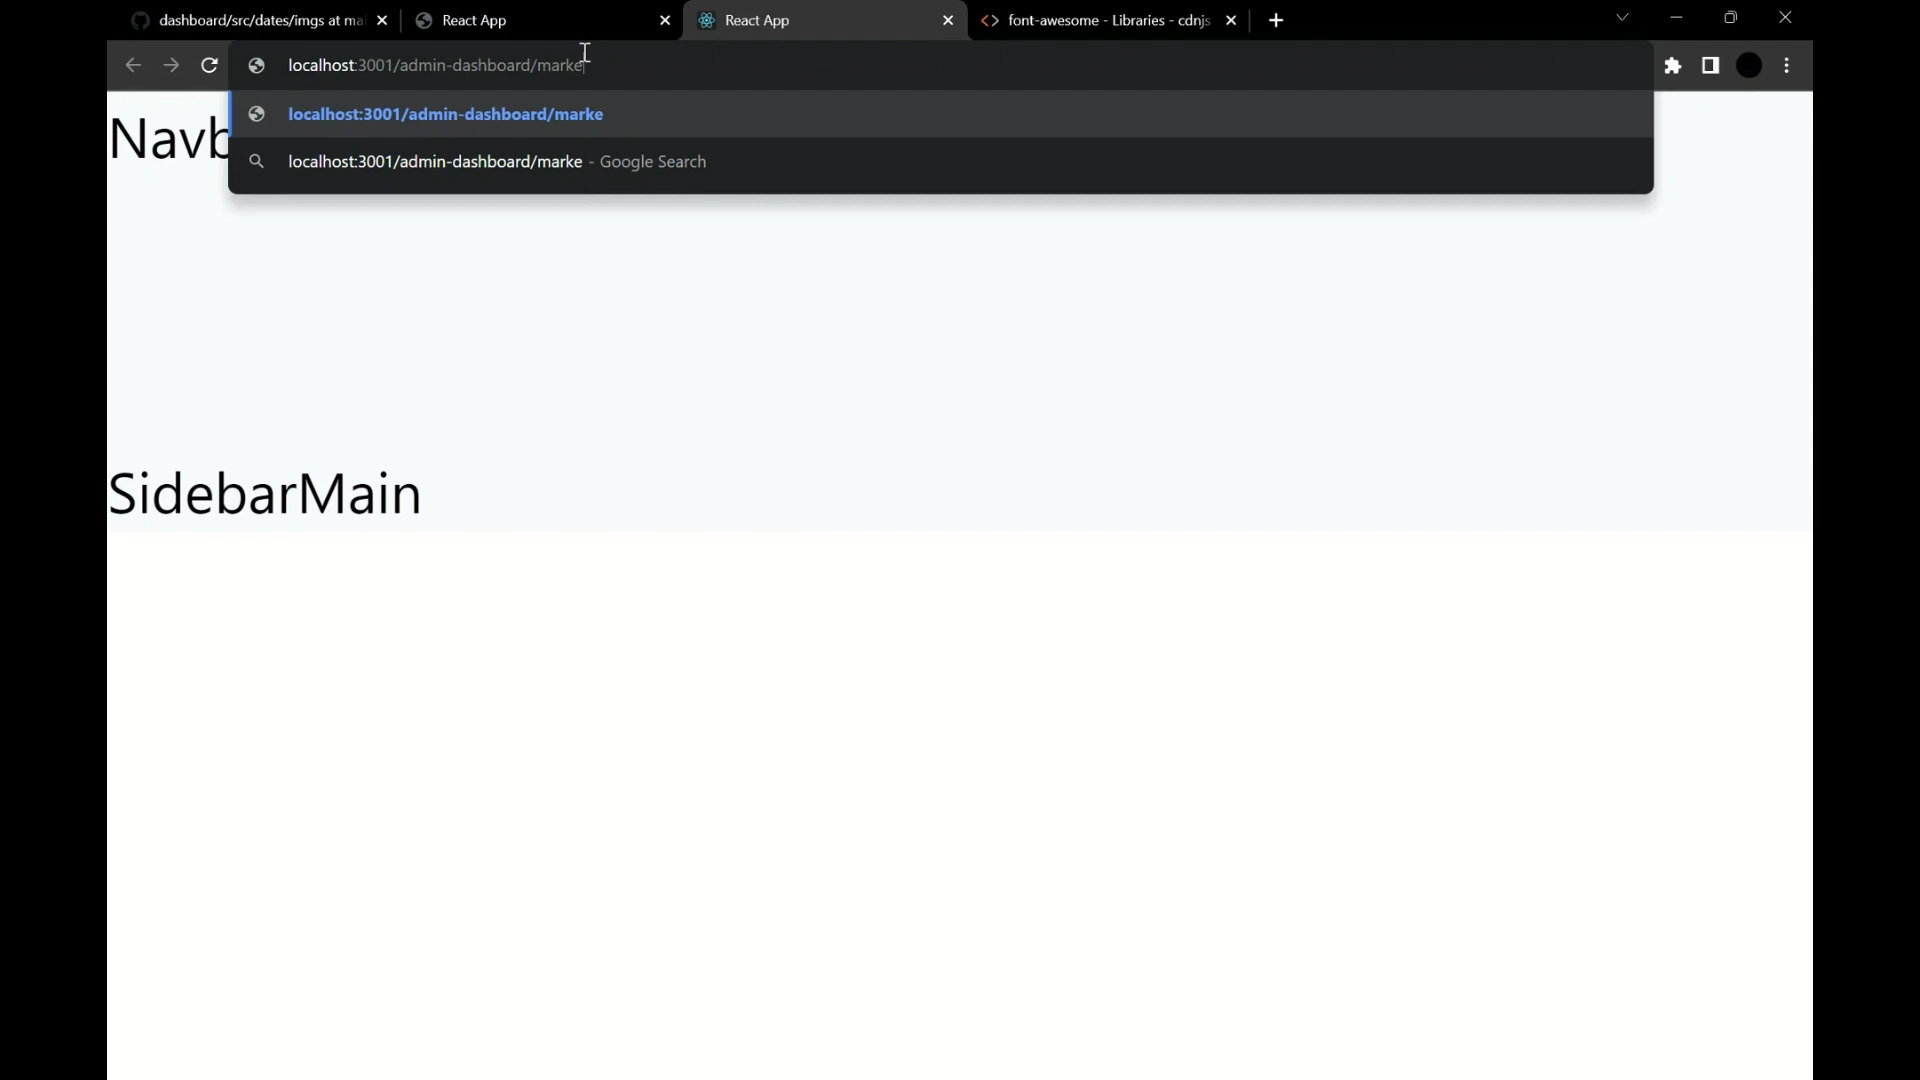 dashboard/src/dates/imgs at mai
React App
React App
font-awesome - Libraries - cdnjs
localhost:3001/admin-dashboard/marke
localhost:3001/admin-dashboard/marke
localhost:3001/admin-dashboard/marke - Google Search
Navb
SidebarMain